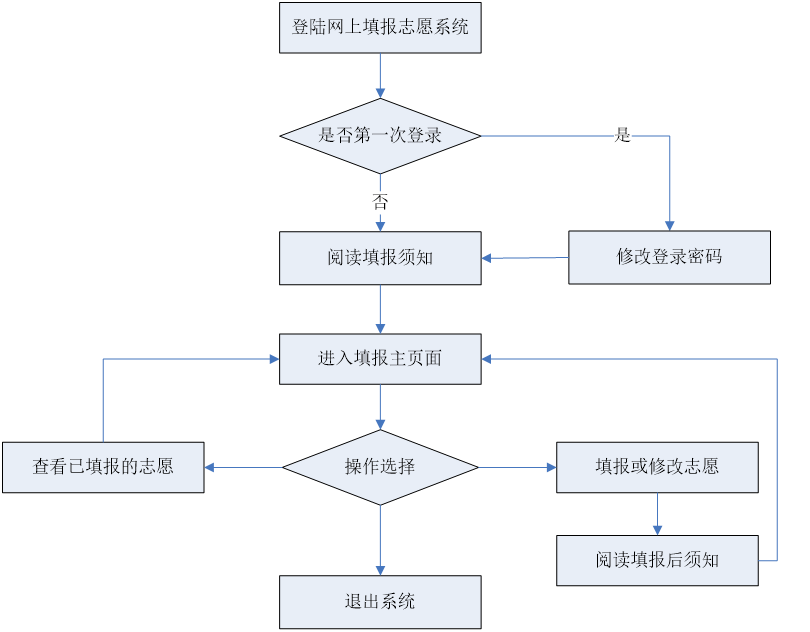 登陆网上填报志愿系统
是否第一次登录
是
否
阅读填报须知
修改登录密码
进入填报主页面
查看已填报的志愿
操作选择
填报或修改志愿
阅读填报后须知
退出系统